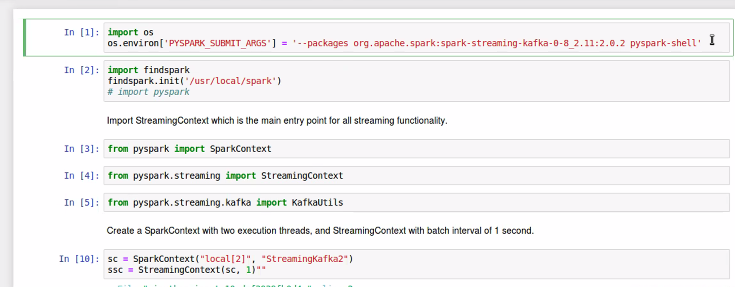 In [1]: import os
os.environ['PYSPARK_SUBMIT_ARGS'] = '--packages org.apache.spark:spark-streaming-kafka-0-8_2.11:2.0.2 pyspark-shell'
In [2]: import findspark
findspark.init('/usr/local/spark')
# import pyspark
Import StreamingContext which is the main entry point for all streaming functionality.
In [3]: from pyspark import SparkContext
In [4]: from pyspark.streaming import StreamingContext
In [5]: from pyspark.streaming.kafka import KafkaUtils
Create a SparkContext with two execution threads, and StreamingContext with batch interval of 1 second.
In [10]: sc = SparkContext("local[2]", "StreamingKafka2")
ssc = StreamingContext(sc, 1)""